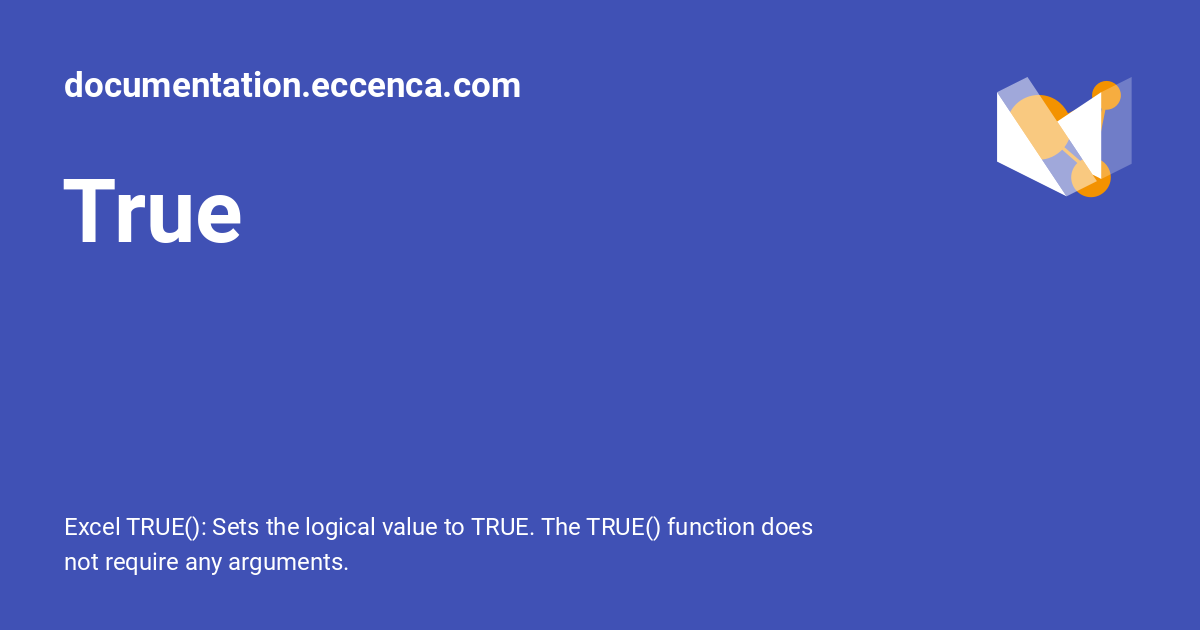 documentation.eccenca.com
True
Excel TRUE(): Sets the logical value to TRUE. The TRUE() function does
not require any arguments.